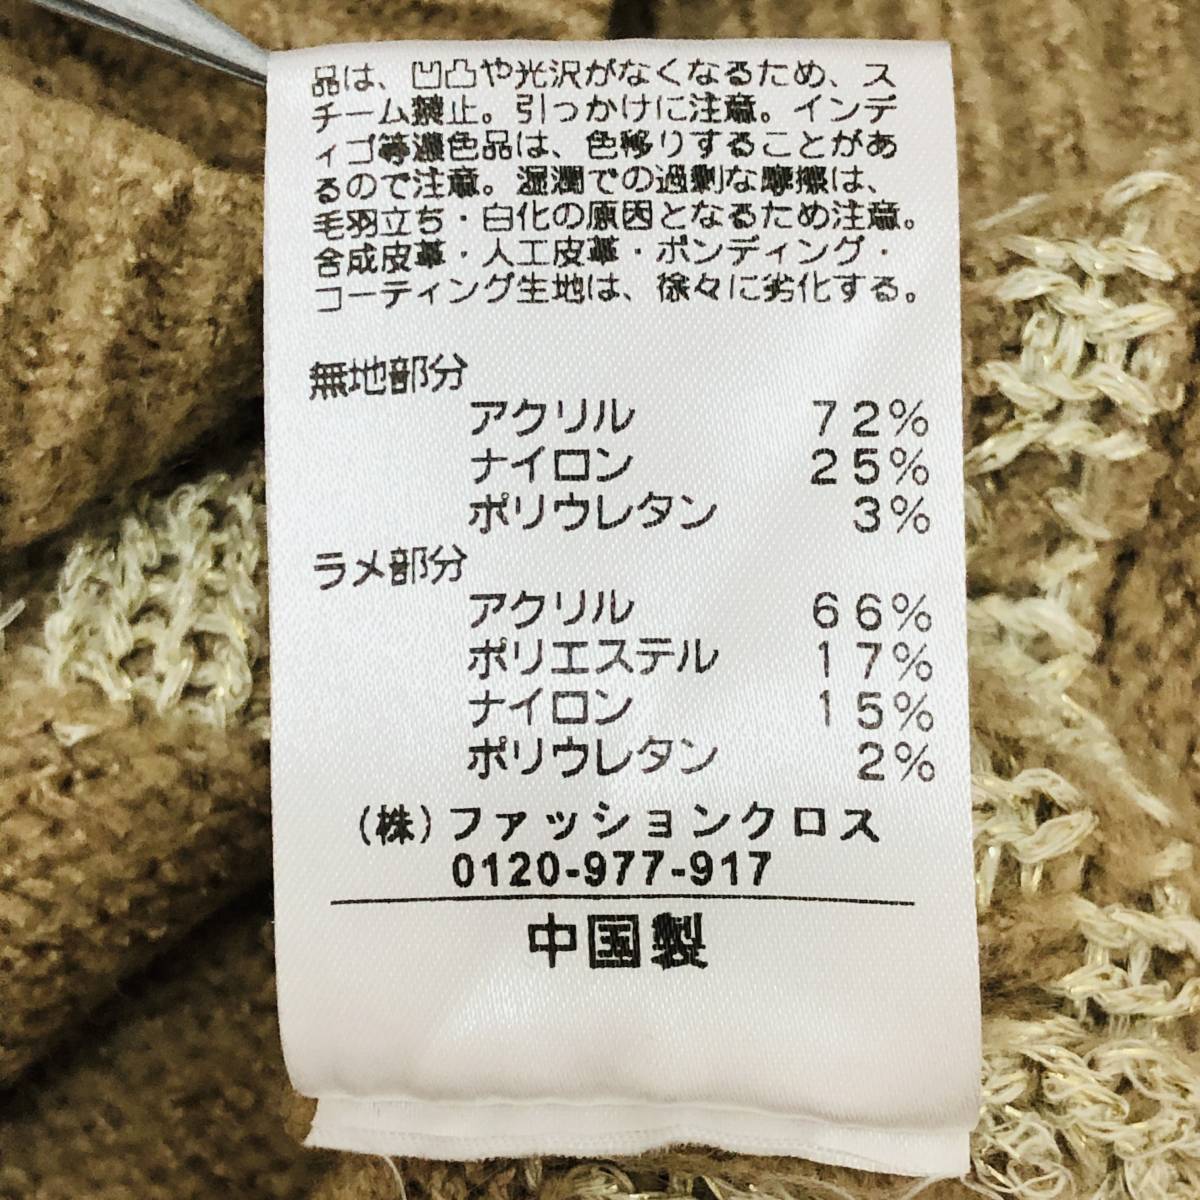 品は、凹凸や光沢がなくなるため、ス
チーム禁止。引っかけに注意。インデ
ィゴ等濃色品は、色移りすることがあ
るので注意。湿潤での過剰な摩擦は、
毛羽立ち・白化の原因となるため注意。
合成皮革・人工皮革・ボンディング・
コーティング生地は、徐々に劣化する。
無地部分
アクリル 72%
ナイロン 25%
ポリウレタン 3%
ラメ部分
アクリル 66%
ポリエステル 17%
ナイロン 15%
ポリウレタン 2%
(株)ファッションクロス
0120-977-917
中国製